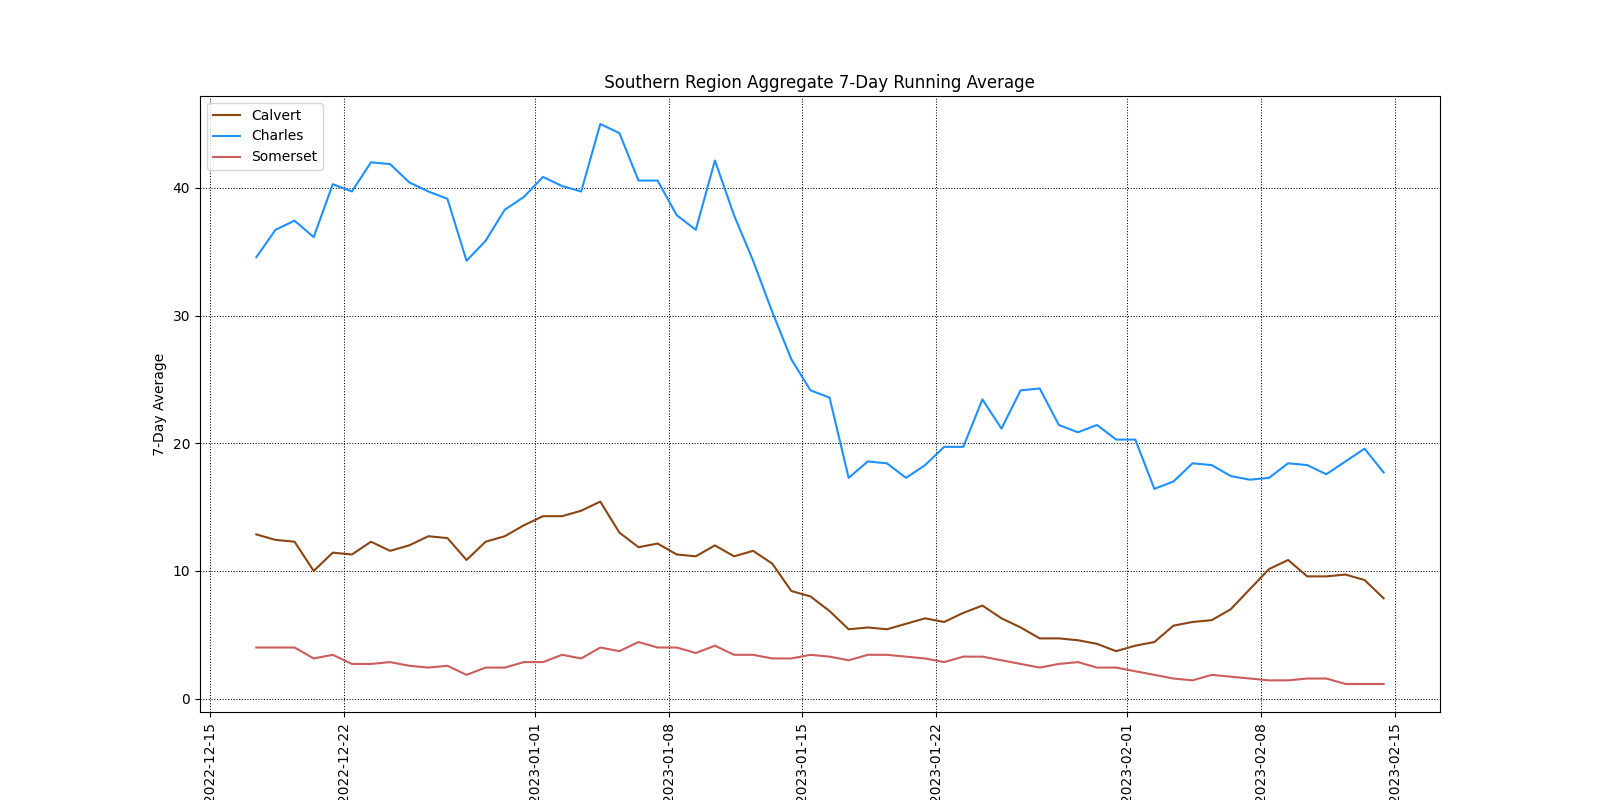 Southern Region Aggregate 7-Day Running Average
Calvert
Charles
Somerset
7-Day Average
40
30
20
10
0
2022-12-15
2022-12-22
2023-01-01
2023-01-08
2023-01-15
2023-01-22
2023-02-01
2023-02-08
2023-02-15